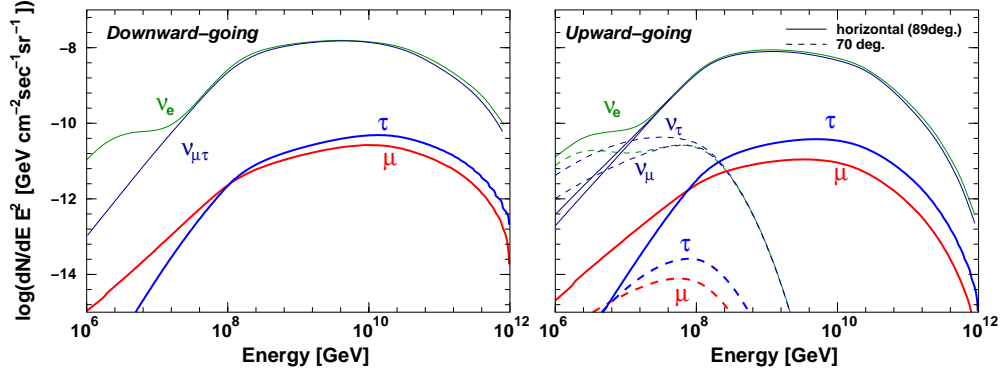 log(dN/dE E² [GeV cm⁻²sec⁻¹sr⁻¹])
Downward–going
−8
−10
−12
−14
νe
νμτ
τ
μ
10⁶ 10⁸ 10¹⁰ 10¹²
Energy [GeV]
Upward–going
horizontal (89deg.)
70 deg.
νe
ντ
νμ
τ
μ
τ
μ
10⁶ 10⁸ 10¹⁰ 10¹²
Energy [GeV]